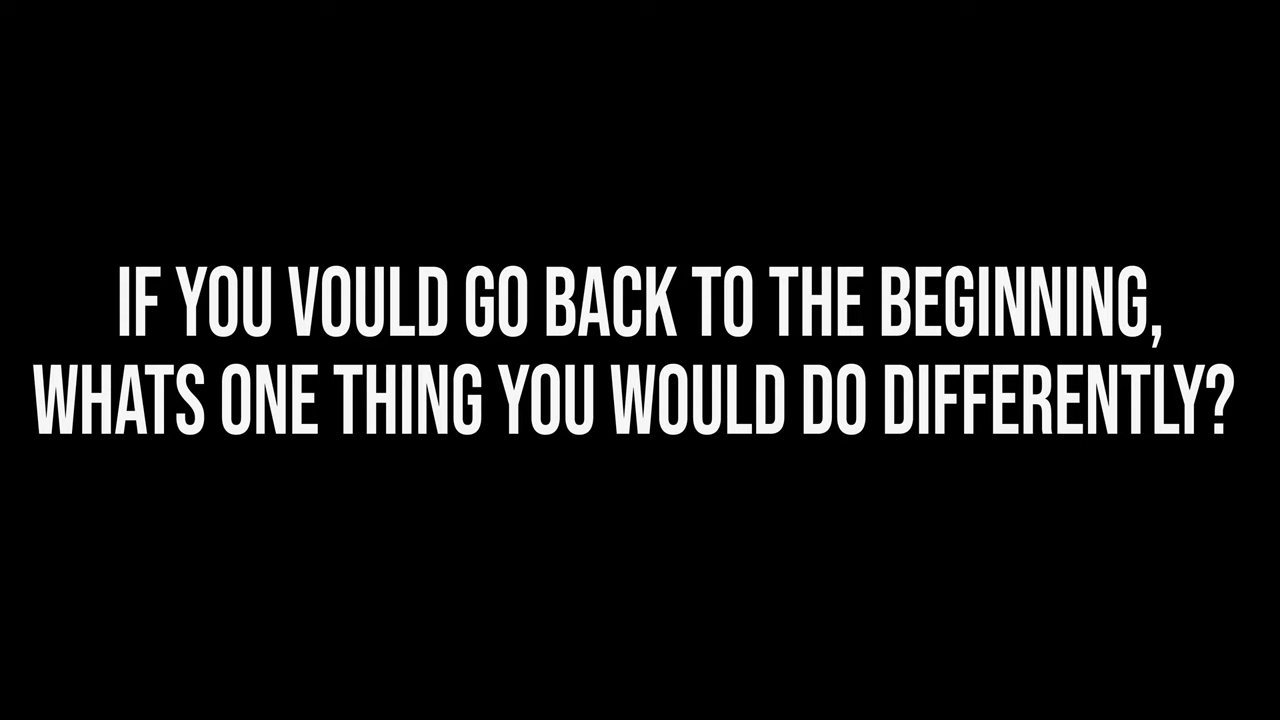 IF YOU VOULD GO BACK TO THE BEGINNING,
WHATS ONE THING YOU WOULD DO DIFFERENTLY?